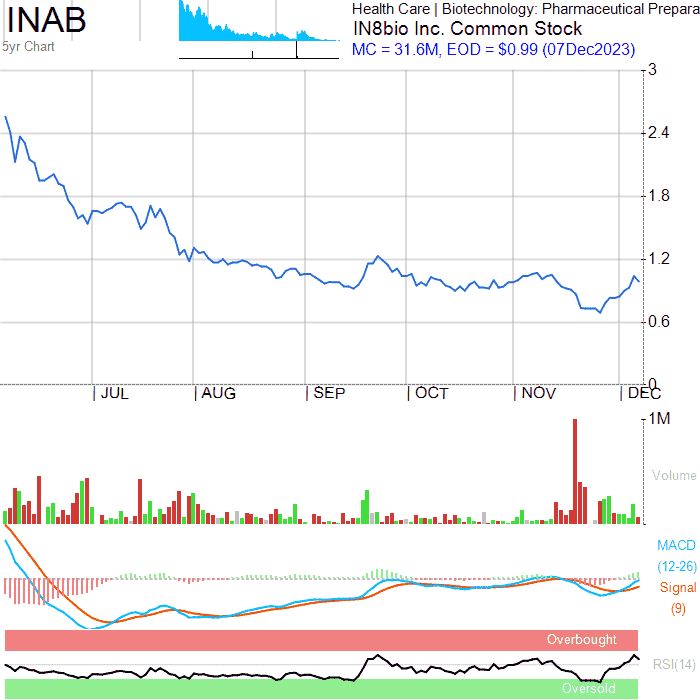 INAB
5yr Chart
Health Care | Biotechnology: Pharmaceutical Prepara
IN8bio Inc. Common Stock
MC = 31.6M, EOD = $0.99 (07Dec2023)
3
2.4
1.8
1.2
0.6
0
JUL AUG SEP OCT NOV DEC
1M
Volume
MACD
(12-26)
Signal
(9)
Overbought
RSI(14)
Oversold